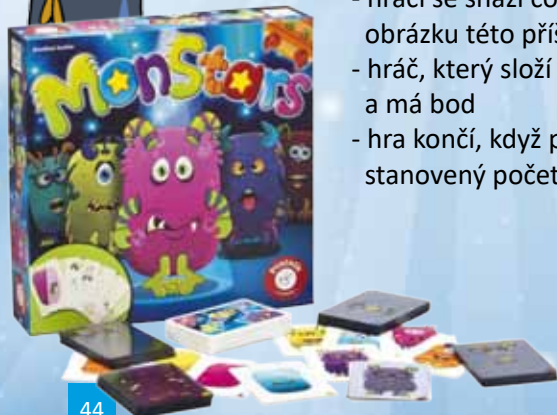 - hráči se snaží co
obrázku této příš
- hráč, který složí
a má bod
- hra končí, když p
stanovený počet
MonStars
Piatnik
44